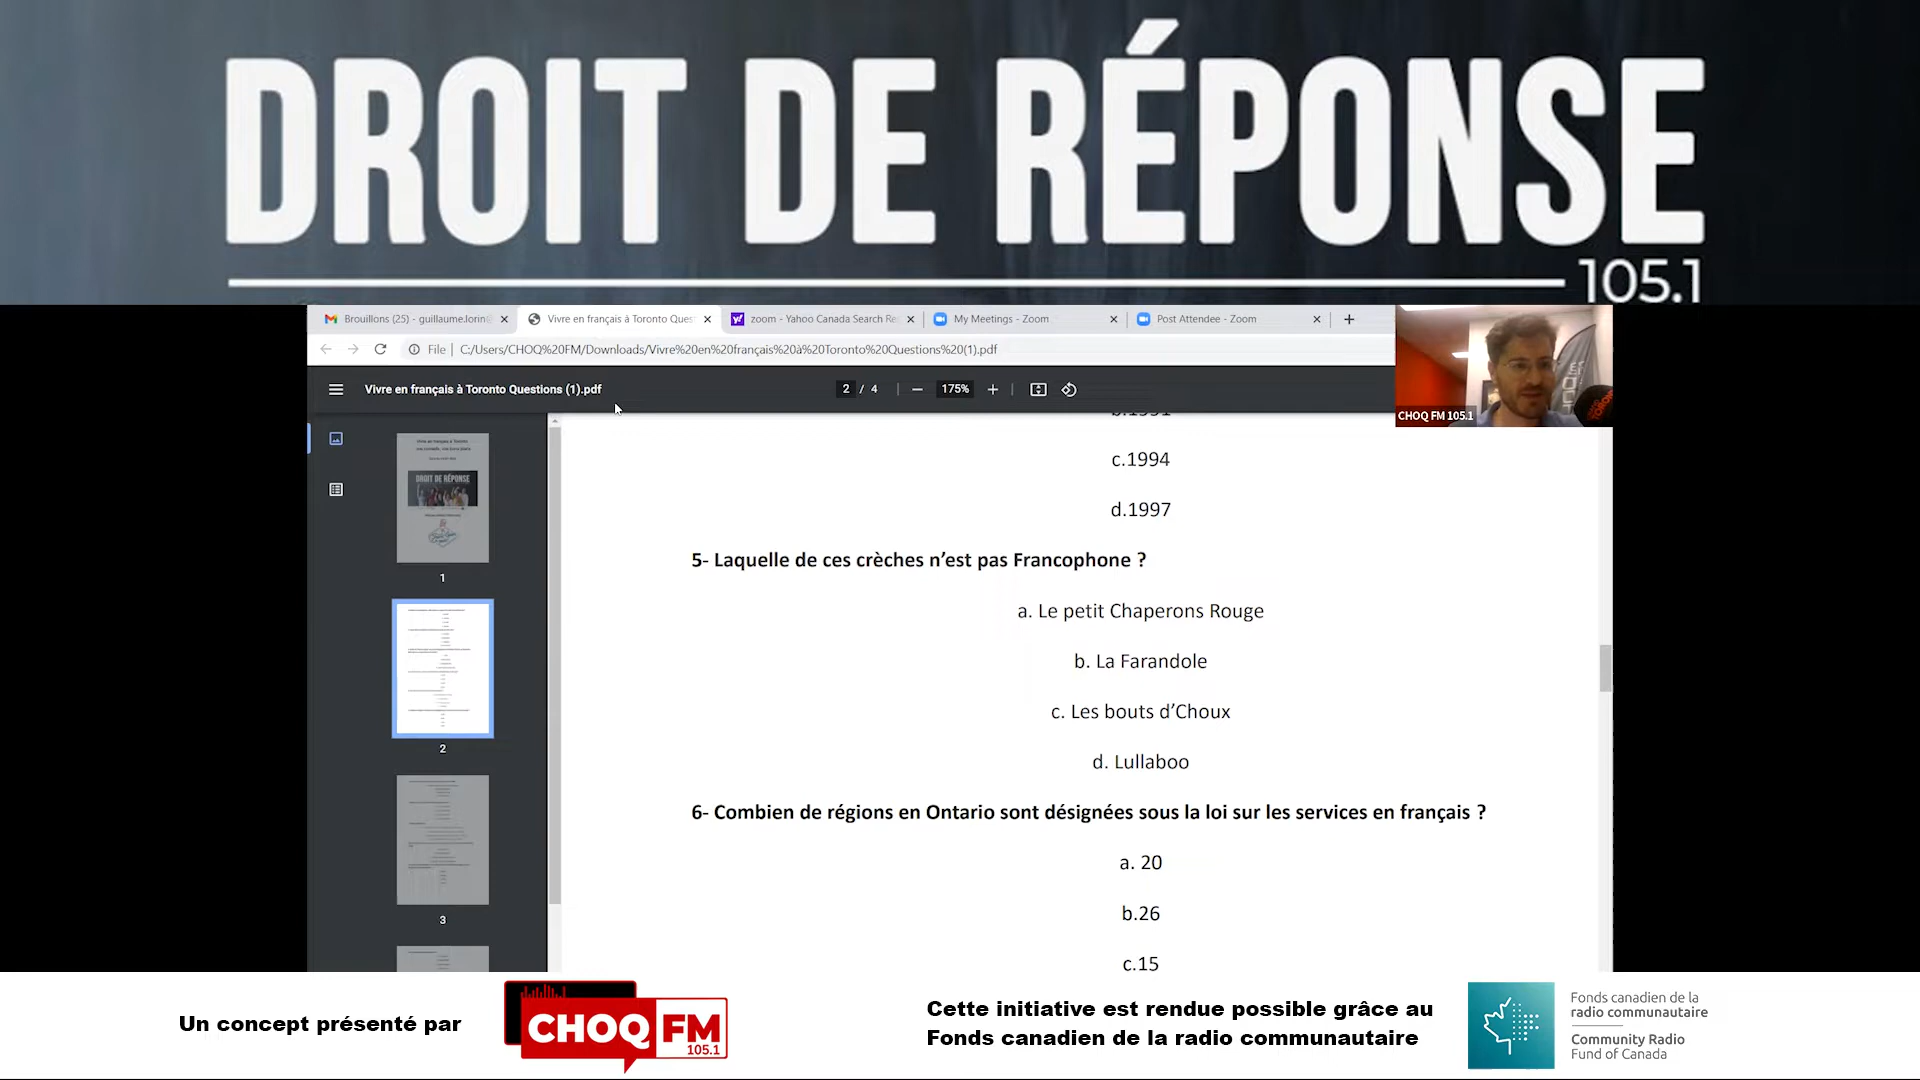 DROIT DE RÉPONSE
105.1
Brouillons (25) - guillaume.lorin
Vivre en français à Toronto Ques
zoom - Yahoo Canada Search Re
My Meetings - Zoom
Post Attendee - Zoom
File
C:/Users/CHOQ%20FM/Downloads/Vivre%20en%20français%20à%20Toronto%20Questions%20(1).pdf
Vivre en français à Toronto Questions (1).pdf
2 / 4
175%
CHOQ FM 105.1
b.1991
c.1994
d.1997
5- Laquelle de ces crèches n’est pas Francophone ?
a. Le petit Chaperons Rouge
b. La Farandole
c. Les bouts d’Choux
d. Lullaboo
6- Combien de régions en Ontario sont désignées sous la loi sur les services en français ?
a. 20
b.26
c.15
DROIT DE RÉPONSE
1
2
3
Un concept présenté par
CHOQ FM
105.1
Cette initiative est rendue possible grâce au
Fonds canadien de la radio communautaire
Fonds canadien de la
radio communautaire
Community Radio
Fund of Canada